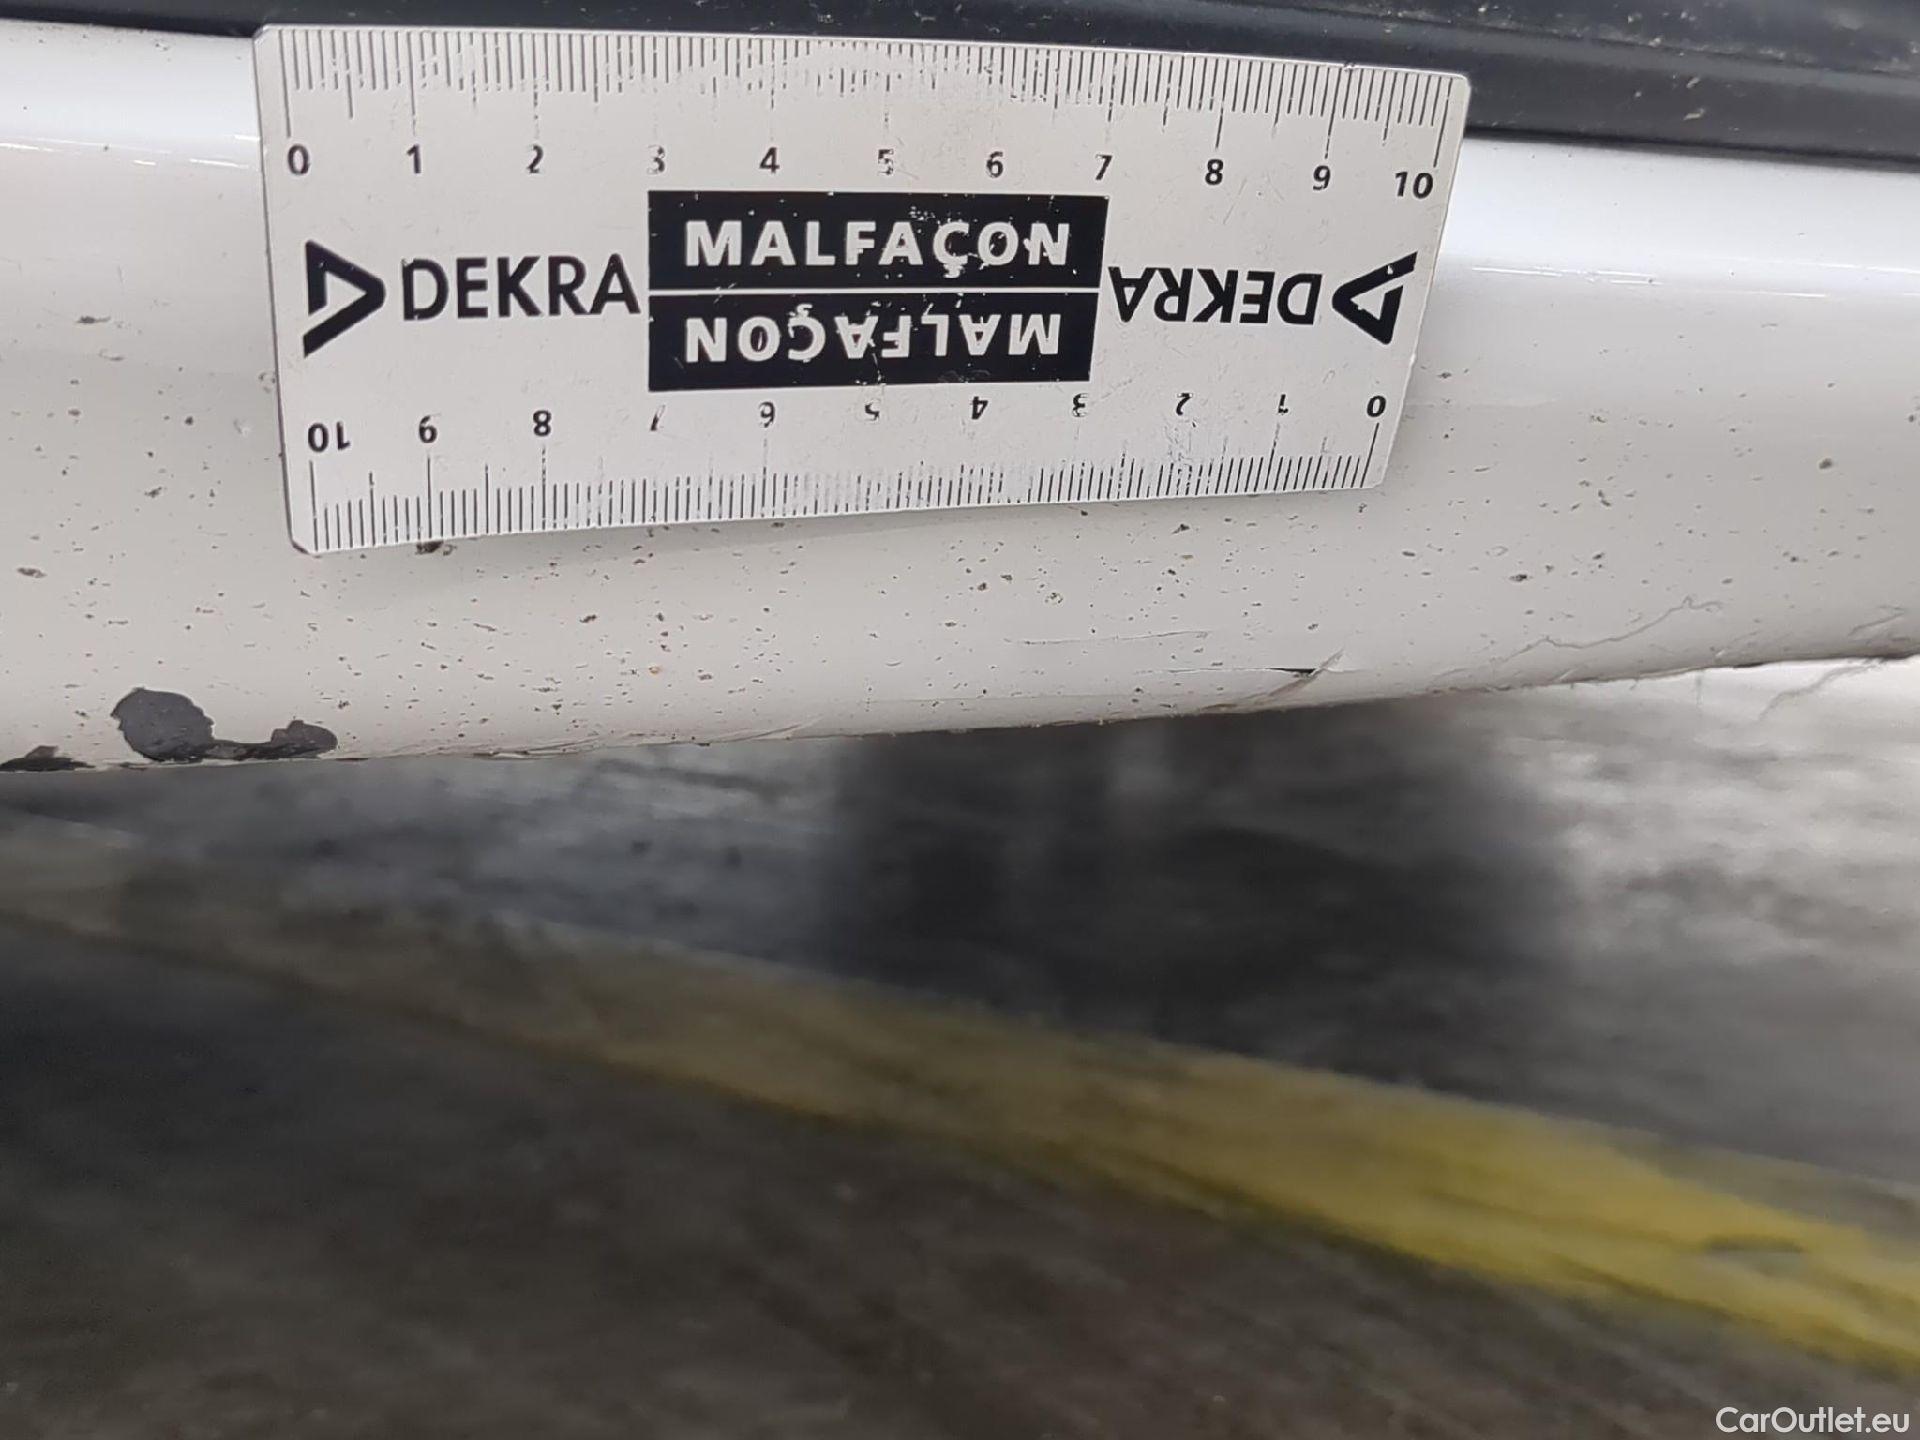 0 1 2 3 4 5 6 7 8 9 10
DEKRA MALFAÇON DEKRA
MALFAÇON
10 9 8 7 6 5 4 3 2 1 0
CarOutlet.eu